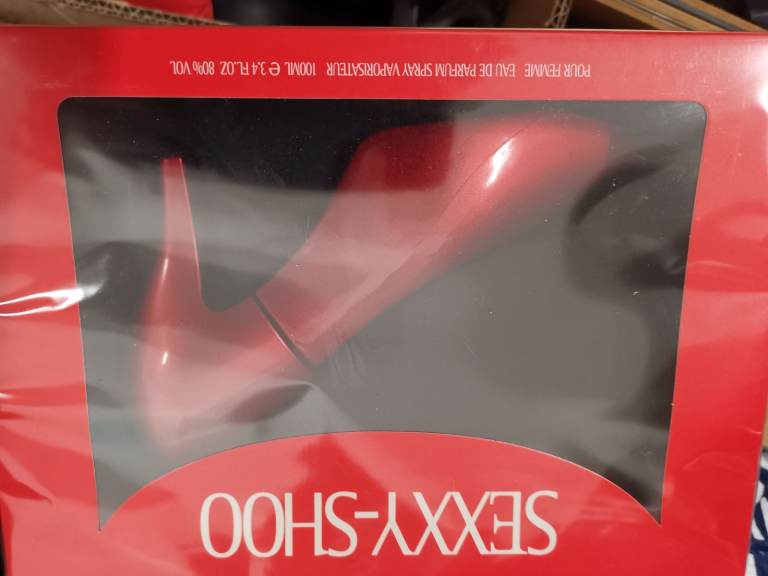 SEXXY-SHOO
POUR FEMME EAU DE PARFUM SPRAY VAPORISATEUR 100ML ℮ 3.4 FL.OZ 80% VOL